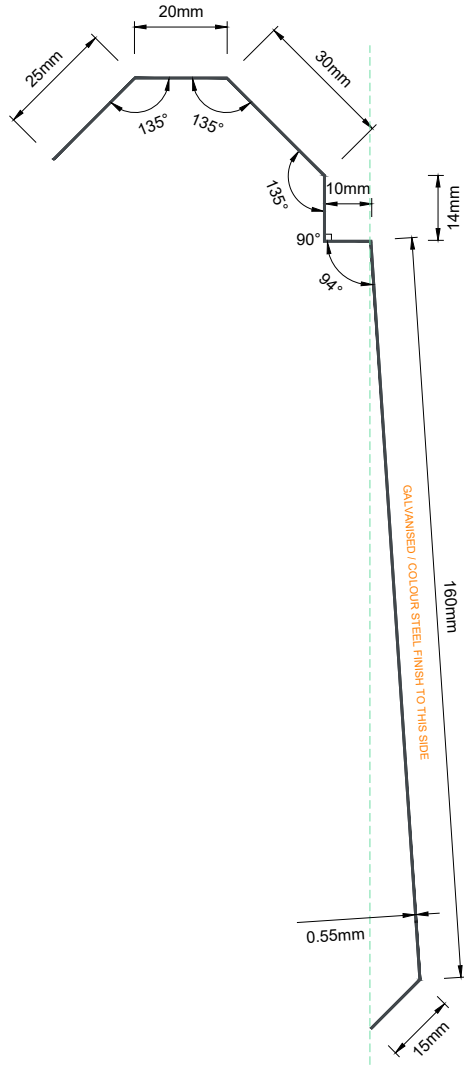 20mm
25mm
30mm
135°
135°
135°
10mm
14mm
90°
94°
GALVANISED / COLOUR STEEL FINISH TO THIS SIDE
160mm
0.55mm
15mm